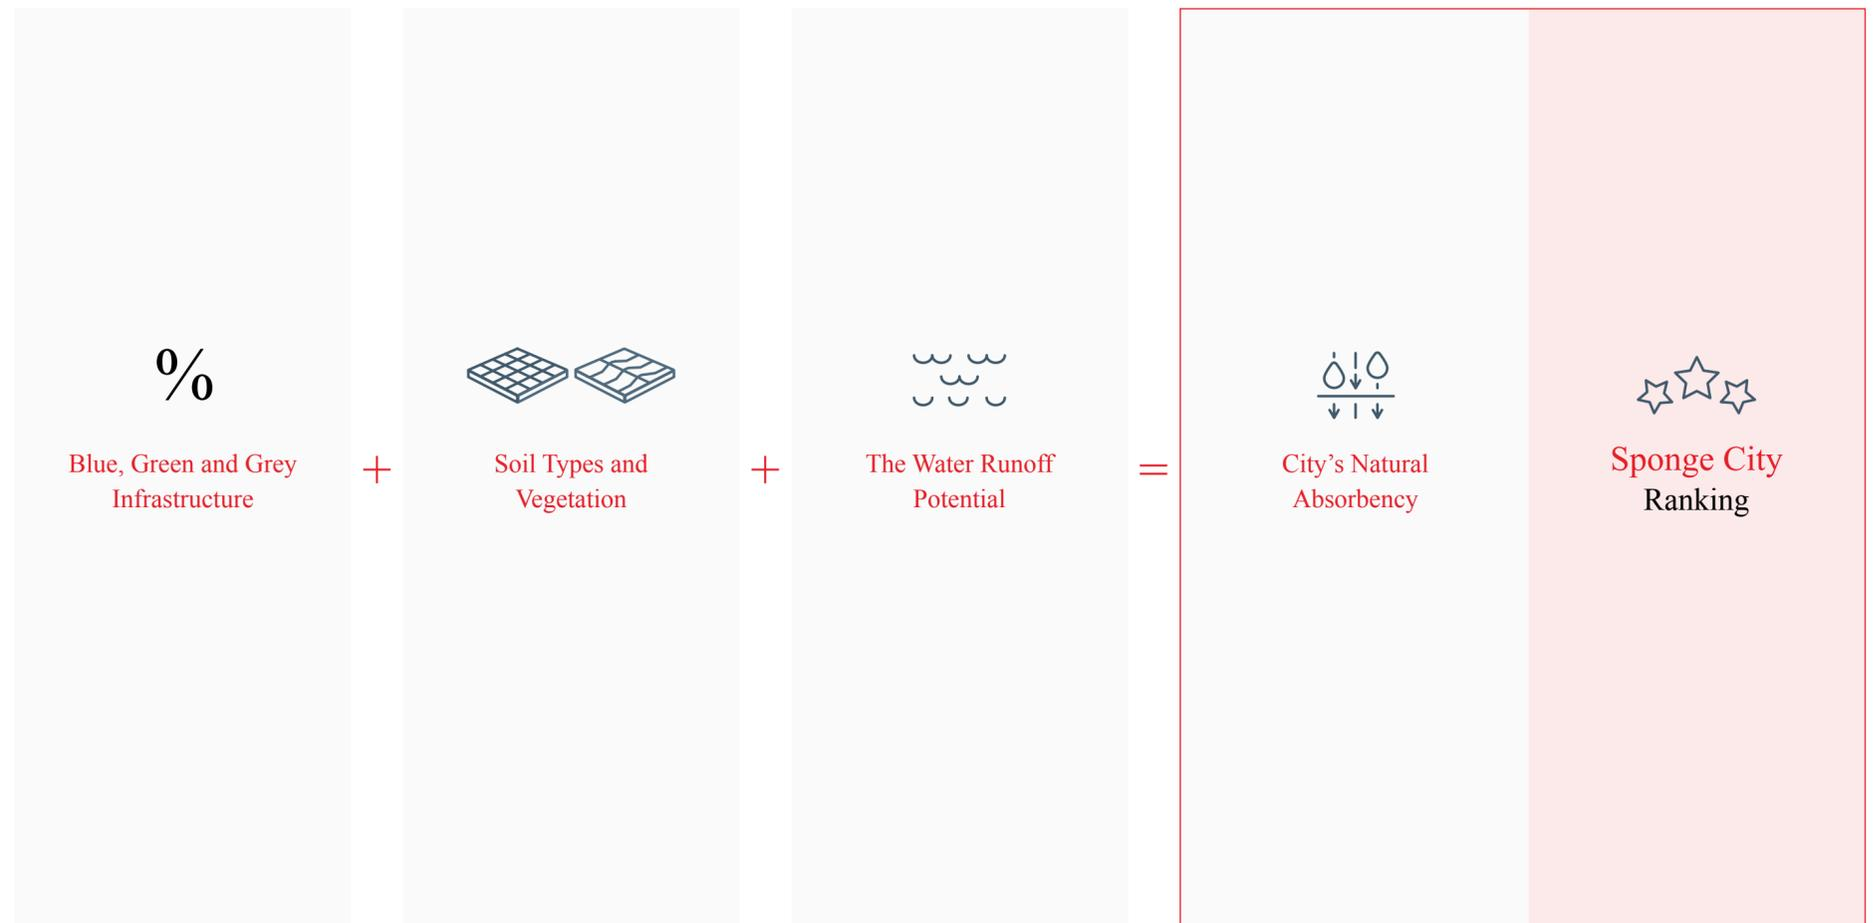 %
Blue, Green and Grey
Infrastructure
+
Soil Types and
Vegetation
+
The Water Runoff
Potential
=
City’s Natural
Absorbency
Sponge City
Ranking